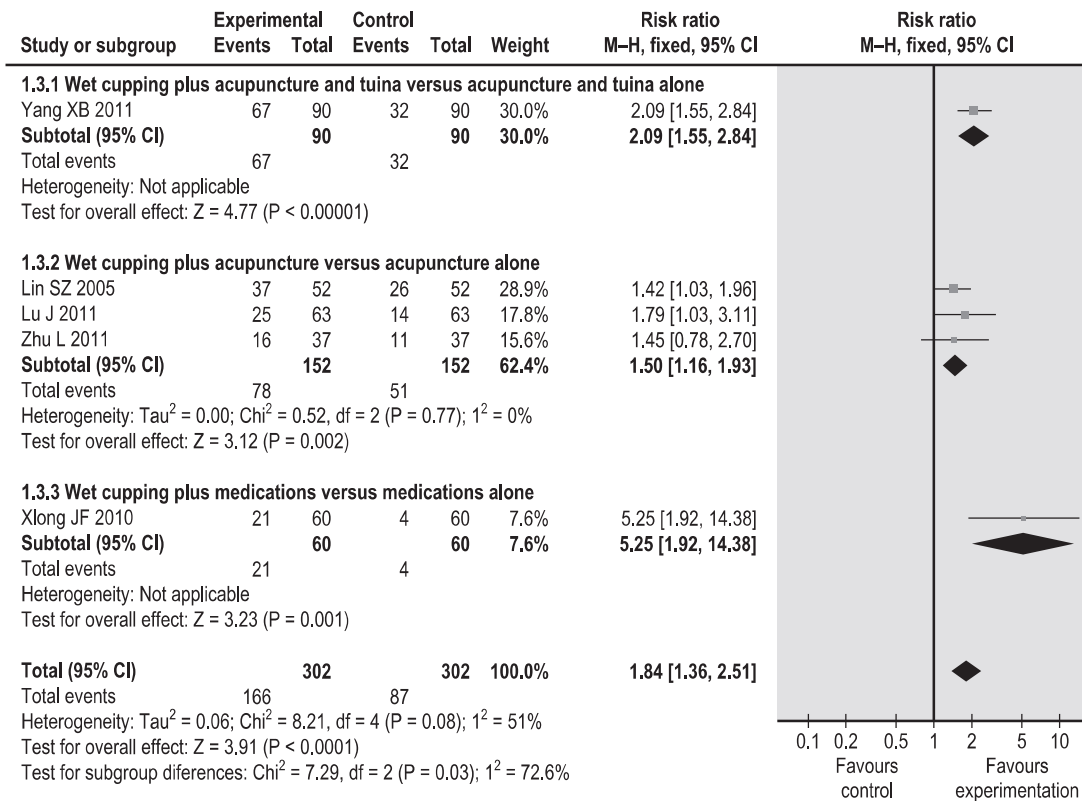 Experimental Control Risk ratio Risk ratio
Study or subgroup Events Total Events Total Weight M–H, fixed, 95% CI M–H, fixed, 95% CI
1.3.1 Wet cupping plus acupuncture and tuina versus acupuncture and tuina alone
Yang XB 2011 67 90 32 90 30.0% 2.09 [1.55, 2.84]
Subtotal (95% CI) 90 90 30.0% 2.09 [1.55, 2.84]
Total events 67 32
Heterogeneity: Not applicable
Test for overall effect: Z = 4.77 (P < 0.00001)
1.3.2 Wet cupping plus acupuncture versus acupuncture alone
Lin SZ 2005 37 52 26 52 28.9% 1.42 [1.03, 1.96]
Lu J 2011 25 63 14 63 17.8% 1.79 [1.03, 3.11]
Zhu L 2011 16 37 11 37 15.6% 1.45 [0.78, 2.70]
Subtotal (95% CI) 152 152 62.4% 1.50 [1.16, 1.93]
Total events 78 51
Heterogeneity: Tau² = 0.00; Chi² = 0.52, df = 2 (P = 0.77); 1² = 0%
Test for overall effect: Z = 3.12 (P = 0.002)
1.3.3 Wet cupping plus medications versus medications alone
Xlong JF 2010 21 60 4 60 7.6% 5.25 [1.92, 14.38]
Subtotal (95% CI) 60 60 7.6% 5.25 [1.92, 14.38]
Total events 21 4
Heterogeneity: Not applicable
Test for overall effect: Z = 3.23 (P = 0.001)
Total (95% CI) 302 302 100.0% 1.84 [1.36, 2.51]
Total events 166 87
Heterogeneity: Tau² = 0.06; Chi² = 8.21, df = 4 (P = 0.08); 1² = 51%
Test for overall effect: Z = 3.91 (P < 0.0001)
Test for subgroup diferences: Chi² = 7.29, df = 2 (P = 0.03); 1² = 72.6%
0.1 0.2 0.5 1 2 5 10
Favours Favours
control experimentation